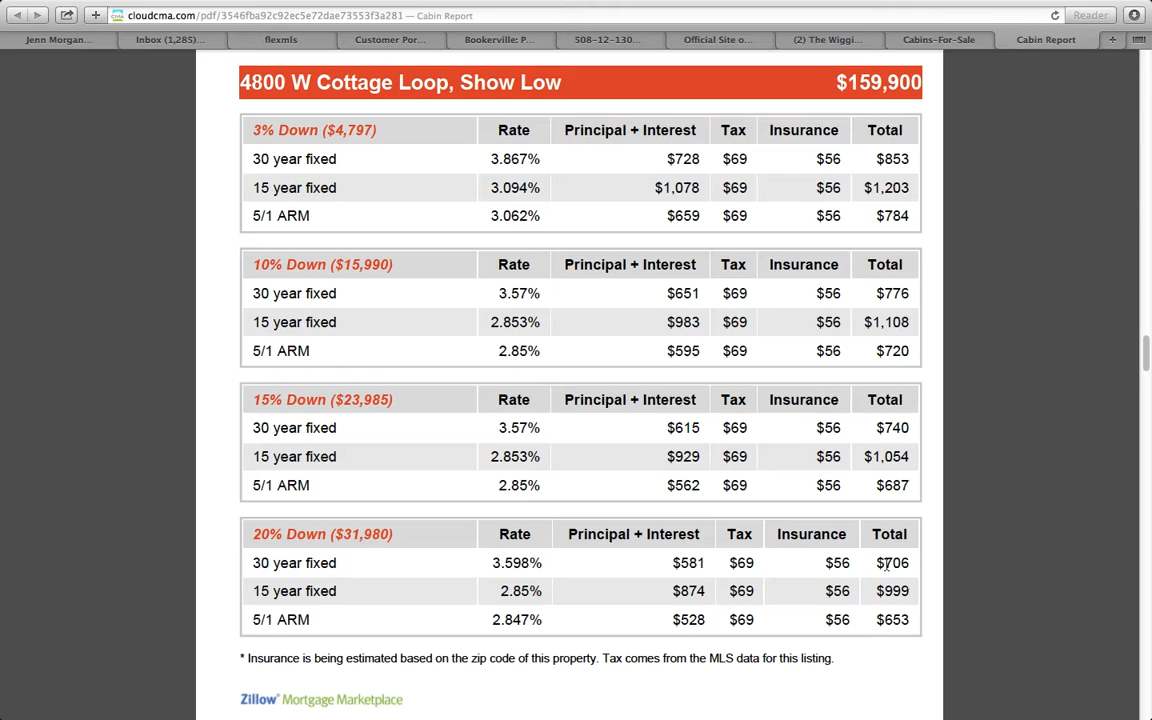 cloudcma.com/pdf/3546fba92c92ec5e72dae73553f3a281 — Cabin Report
Reader
Jenn Morgan... Inbox (1,285)... flexmls Customer Por... Bookerville: P... 508-12-130... Official Site o... (2) The Wiggi... Cabins-For-Sale Cabin Report
4800 W Cottage Loop, Show Low $159,900
3% Down ($4,797) Rate Principal + Interest Tax Insurance Total
30 year fixed 3.867% $728 $69 $56 $853
15 year fixed 3.094% $1,078 $69 $56 $1,203
5/1 ARM 3.062% $659 $69 $56 $784
10% Down ($15,990) Rate Principal + Interest Tax Insurance Total
30 year fixed 3.57% $651 $69 $56 $776
15 year fixed 2.853% $983 $69 $56 $1,108
5/1 ARM 2.85% $595 $69 $56 $720
15% Down ($23,985) Rate Principal + Interest Tax Insurance Total
30 year fixed 3.57% $615 $69 $56 $740
15 year fixed 2.853% $929 $69 $56 $1,054
5/1 ARM 2.85% $562 $69 $56 $687
20% Down ($31,980) Rate Principal + Interest Tax Insurance Total
30 year fixed 3.598% $581 $69 $56 $706
15 year fixed 2.85% $874 $69 $56 $999
5/1 ARM 2.847% $528 $69 $56 $653
* Insurance is being estimated based on the zip code of this property. Tax comes from the MLS data for this listing.
Zillow® Mortgage Marketplace